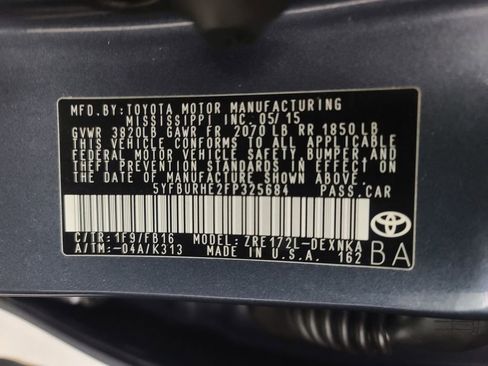 MFD.BY:TOYOTA MOTOR MANUFACTURING
MISSISSIPPI INC. 05/15
GVWR 3820LB GAWR FR 2070 LB RR 1850 LB
THIS VEHICLE CONFORMS TO ALL APPLICABLE
FEDERAL MOTOR VEHICLE SAFETY, BUMPER, AND
THEFT PREVENTION STANDARDS IN EFFECT ON
THE DATE OF MANUFACTURE SHOWN ABOVE.
5YFBURHE2FP325684 PASS.CAR
C/TR:1F9/FB16 MODEL:ZRE172L-DEXNKA
A/TM:-04A/K313 MADE IN U.S.A. 162
BA